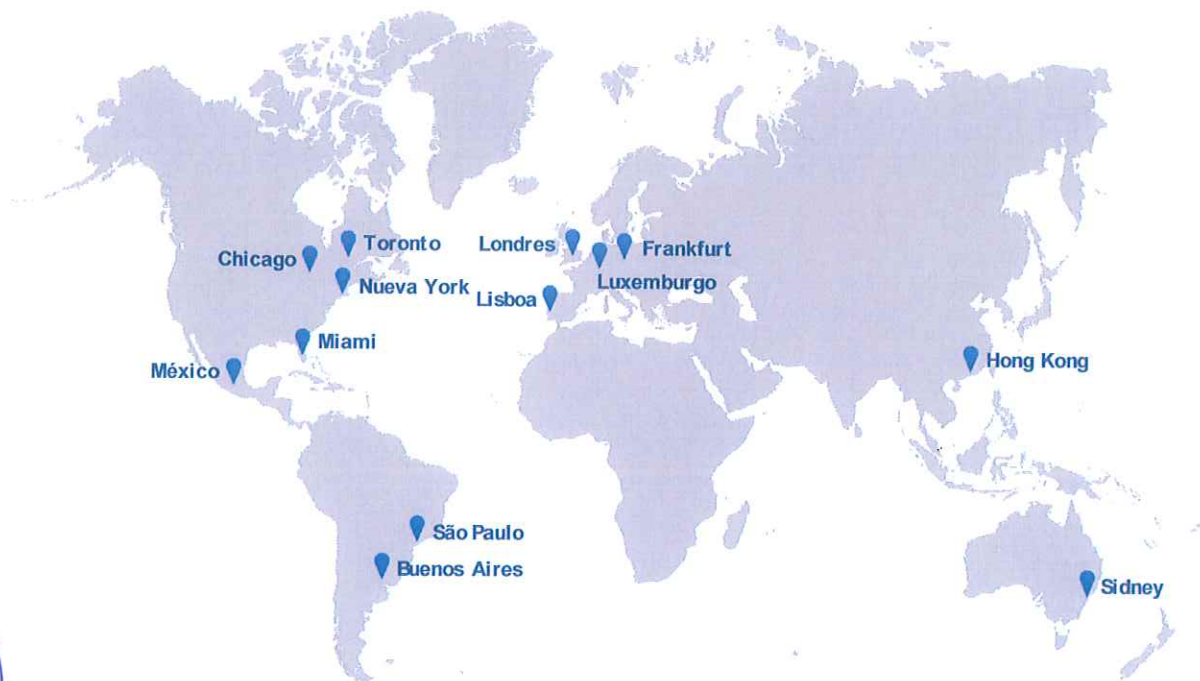 Toronto
Londres
Frankfurt
Chicago
Luxemburgo
Nueva York
Lisboa
Miami
Hong Kong
México
São Paulo
Buenos Aires
Sidney